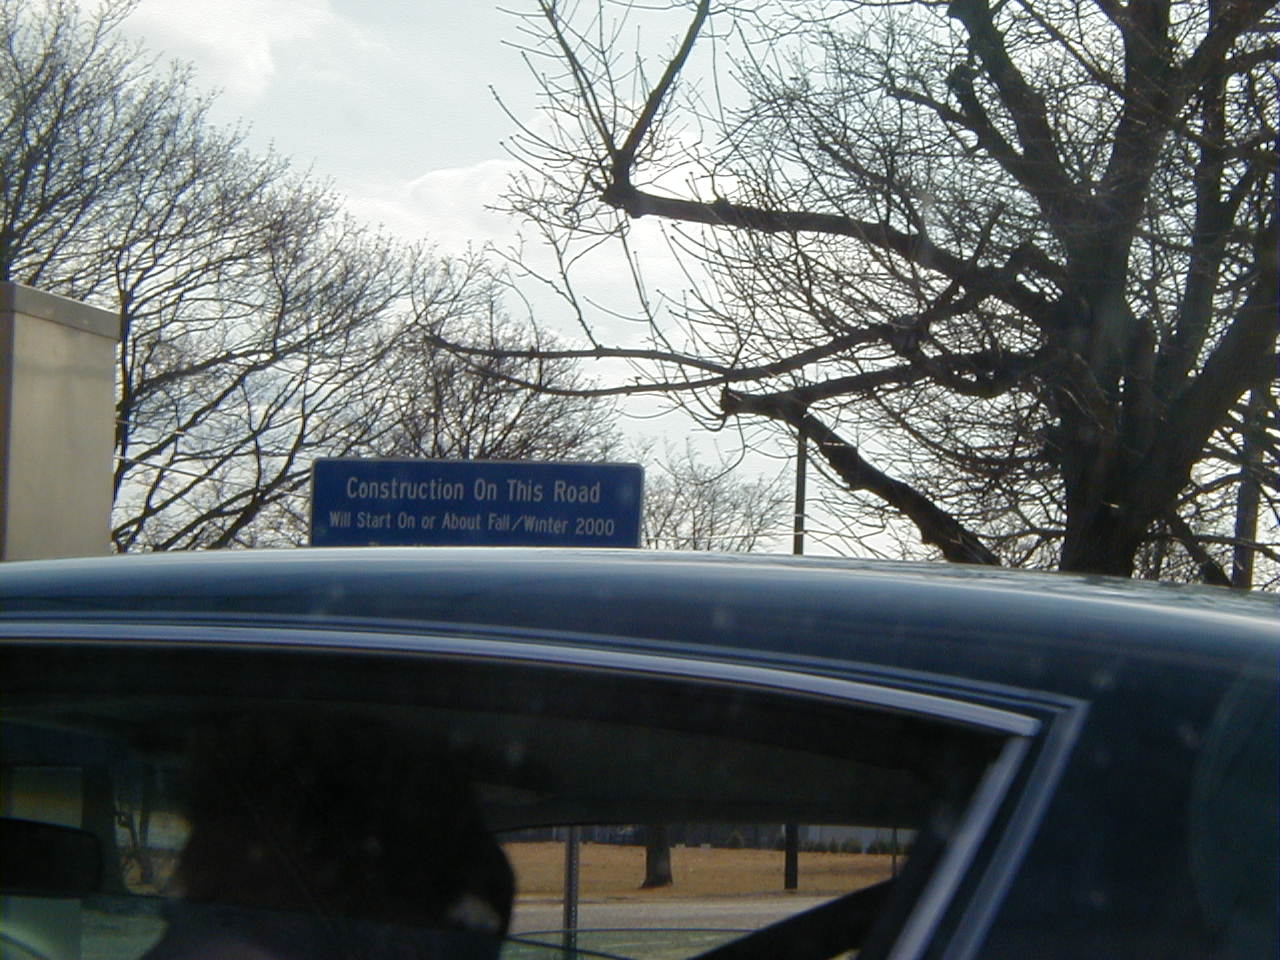 Construction On This Road
Will Start On or About Fall/Winter 2000